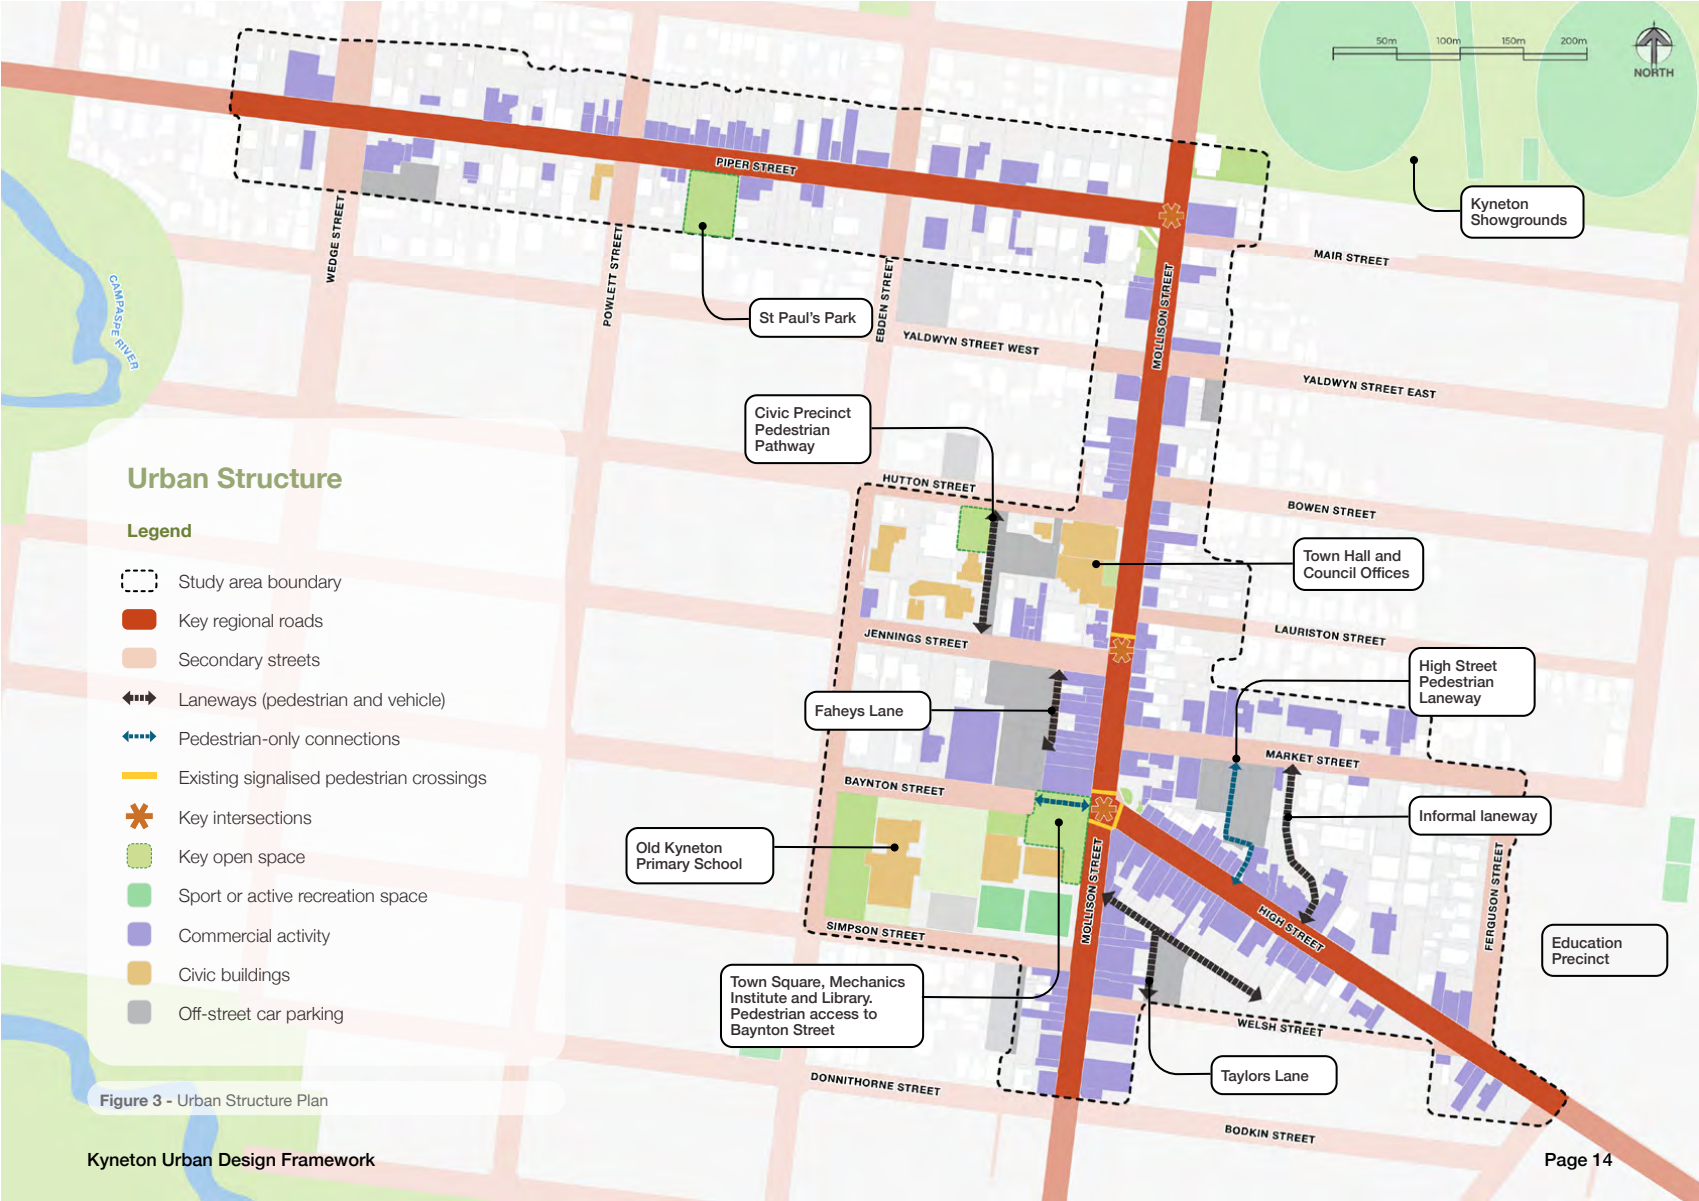 50m 100m 150m 200m
NORTH
PIPER STREET
Kyneton
Showgrounds
MAIR STREET
WEDGE STREET
POWLETT STREET
EBDEN STREET
MOLLISON STREET
CAMPASPE RIVER
St Paul's Park
YALDWYN STREET WEST
YALDWYN STREET EAST
Civic Precinct
Pedestrian
Pathway
HUTTON STREET
BOWEN STREET
Town Hall and
Council Offices
JENNINGS STREET
LAURISTON STREET
High Street
Pedestrian
Laneway
Faheys Lane
MARKET STREET
BAYNTON STREET
Informal laneway
Old Kyneton
Primary School
MOLLISON STREET
HIGH STREET
FERGUSON STREET
SIMPSON STREET
Education
Precinct
Town Square, Mechanics
Institute and Library.
Pedestrian access to
Baynton Street
WELSH STREET
Taylors Lane
DONNITHORNE STREET
BODKIN STREET
Urban Structure
Legend
Study area boundary
Key regional roads
Secondary streets
Laneways (pedestrian and vehicle)
Pedestrian-only connections
Existing signalised pedestrian crossings
Key intersections
Key open space
Sport or active recreation space
Commercial activity
Civic buildings
Off-street car parking
Figure 3 - Urban Structure Plan
Kyneton Urban Design Framework
Page 14